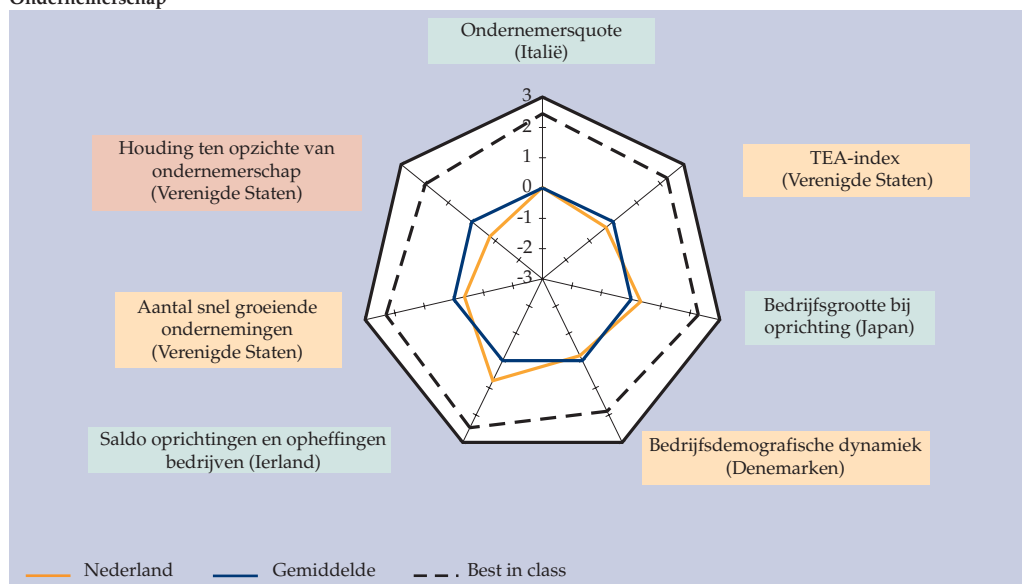 Ondernemerschap
Ondernemersquote
(Italië)
Houding ten opzichte van
ondernemerschap
(Verenigde Staten)
TEA-index
(Verenigde Staten)
3
2
1
0
-1
-2
-3
Aantal snel groeiende
ondernemingen
(Verenigde Staten)
Bedrijfsgrootte bij
oprichting (Japan)
Saldo oprichtingen en opheffingen
bedrijven (Ierland)
Bedrijfsdemografische dynamiek
(Denemarken)
Nederland Gemiddelde Best in class